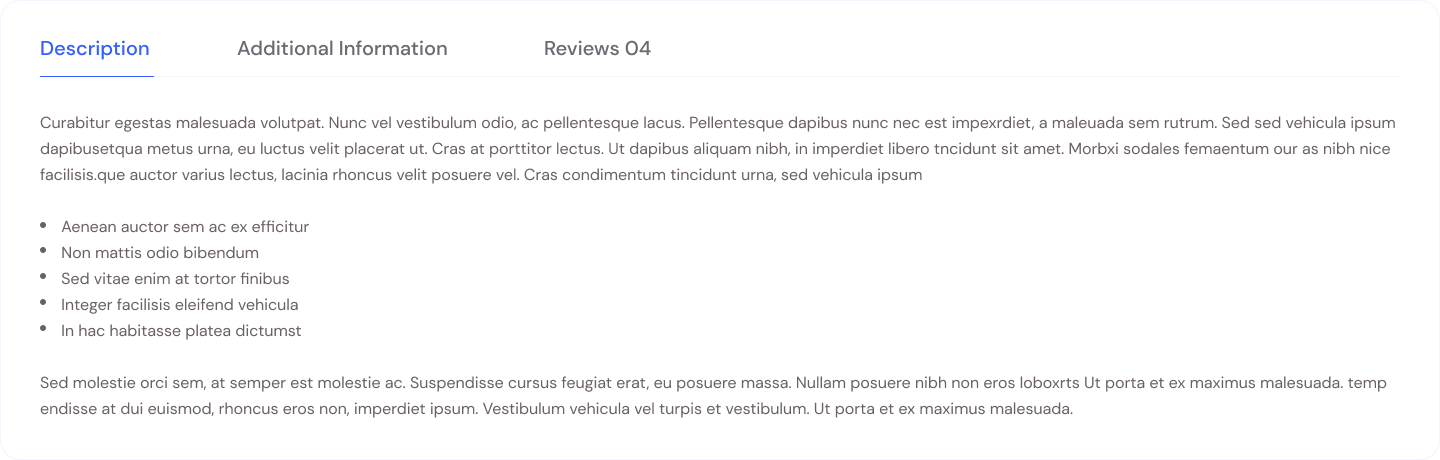 Description Additional Information Reviews 04
Curabitur egestas malesuada volutpat. Nunc vel vestibulum odio, ac pellentesque lacus. Pellentesque dapibus nunc nec est impexrdiet, a maleuada sem rutrum. Sed sed vehicula ipsum
dapibusetqua metus urna, eu luctus velit placerat ut. Cras at porttitor lectus. Ut dapibus aliquam nibh, in imperdiet libero tncidunt sit amet. Morbxi sodales femaentum our as nibh nice
facilisis.que auctor varius lectus, lacinia rhoncus velit posuere vel. Cras condimentum tincidunt urna, sed vehicula ipsum
• Aenean auctor sem ac ex efficitur
• Non mattis odio bibendum
• Sed vitae enim at tortor finibus
• Integer facilisis eleifend vehicula
• In hac habitasse platea dictumst
Sed molestie orci sem, at semper est molestie ac. Suspendisse cursus feugiat erat, eu posuere massa. Nullam posuere nibh non eros loboxrts Ut porta et ex maximus malesuada. temp
endisse at dui euismod, rhoncus eros non, imperdiet ipsum. Vestibulum vehicula vel turpis et vestibulum. Ut porta et ex maximus malesuada.